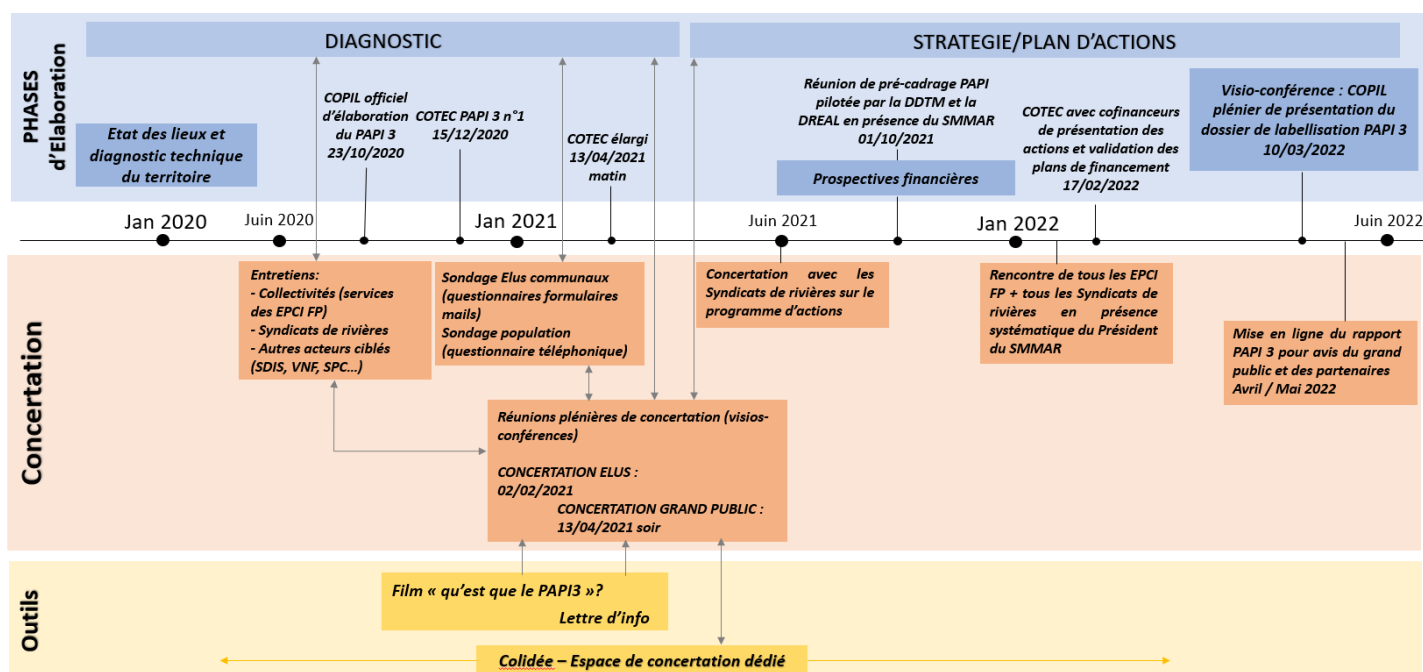 DIAGNOSTIC
STRATEGIE/PLAN D’ACTIONS
PHASES
d’Elaboration
Etat des lieux et
diagnostic technique
du territoire
COPIL officiel
d’élaboration
du PAPI 3
23/10/2020
COTEC PAPI 3 n°1
15/12/2020
COTEC élargi
13/04/2021
matin
Réunion de pré-cadrage PAPI
pilotée par la DDTM et la
DREAL en présence du SMMAR
01/10/2021
Prospectives financières
COTEC avec cofinanceurs
de présentation des
actions et validation des
plans de financement
17/02/2022
Visio-conférence : COPIL
plénier de présentation du
dossier de labellisation PAPI 3
10/03/2022
Jan 2020
Juin 2020
Jan 2021
Juin 2021
Jan 2022
Juin 2022
Concertation
Entretiens:
- Collectivités (services
des EPCI FP)
- Syndicats de rivières
- Autres acteurs ciblés
(SDIS, VNF, SPC...)
Sondage Elus communaux
(questionnaires formulaires
mails)
Sondage population
(questionnaire téléphonique)
Concertation avec les
Syndicats de rivières sur le
programme d’actions
Rencontre de tous les EPCI
FP + tous les Syndicats de
rivières en présence
systématique du Président
du SMMAR
Mise en ligne du rapport
PAPI 3 pour avis du grand
public et des partenaires
Avril / Mai 2022
Réunions plénières de concertation (visios-
conférences)
CONCERTATION ELUS :
02/02/2021
CONCERTATION GRAND PUBLIC :
13/04/2021 soir
Outils
Film « qu’est que le PAPI3 »?
Lettre d’info
Colidée – Espace de concertation dédié